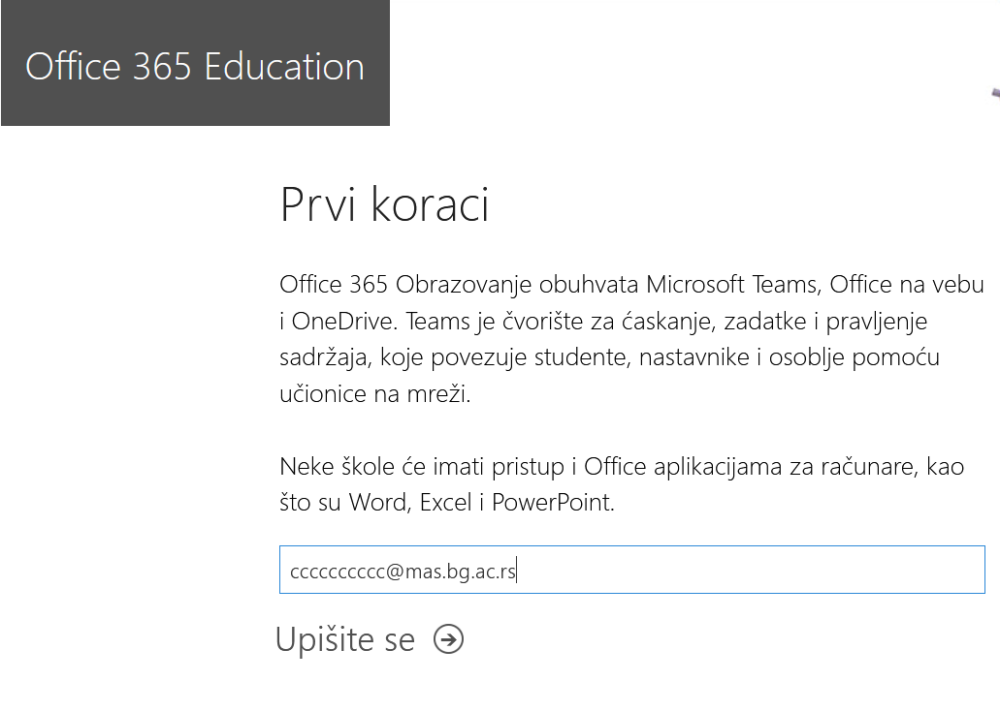 Office 365 Education
Prvi koraci
Office 365 Obrazovanje obuhvata Microsoft Teams, Office na vebu
i OneDrive. Teams je čvorište za ćaskanje, zadatke i pravljenje
sadržaja, koje povezuje studente, nastavnike i osoblje pomoću
učionice na mreži.
Neke škole će imati pristup i Office aplikacijama za računare, kao
što su Word, Excel i PowerPoint.
cccccccccc@mas.bg.ac.rs
Upišite se